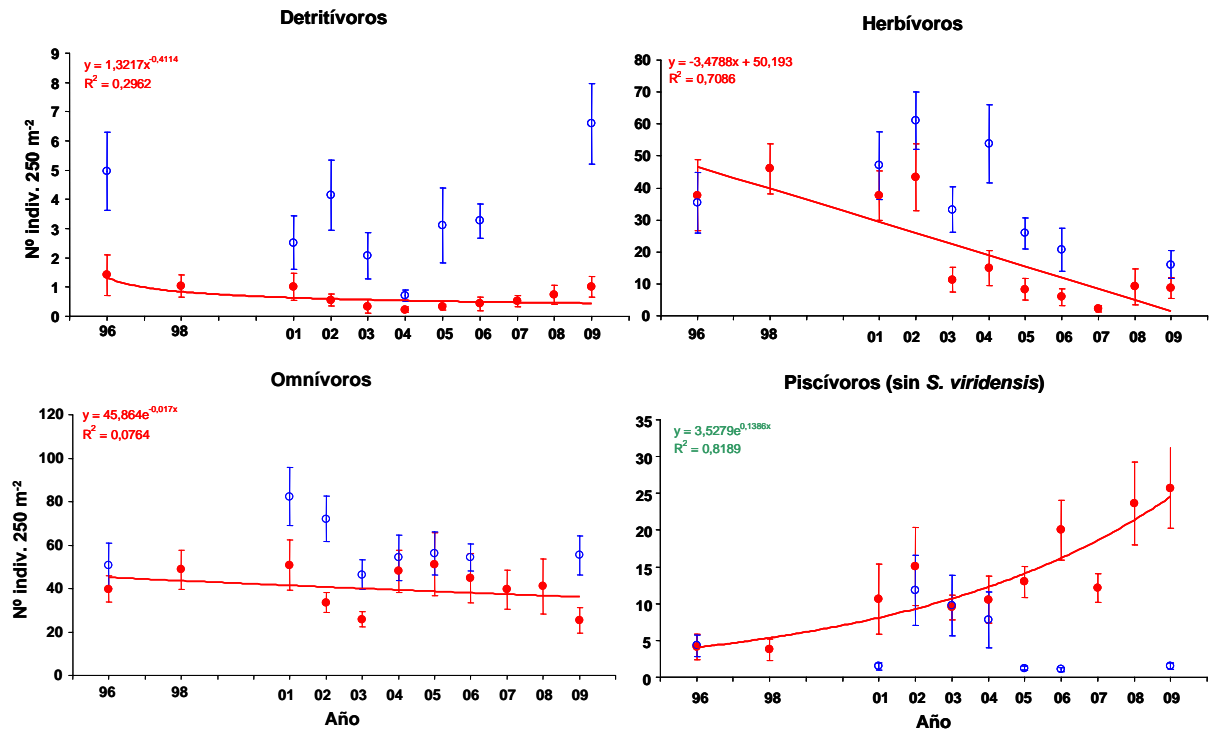 Detritívoros
y = 1,3217x^-0,4114
R² = 0,2962
Nº indiv. 250 m⁻²
9
8
7
6
5
4
3
2
1
0
96 98 01 02 03 04 05 06 07 08 09
Herbívoros
y = -3,4788x + 50,193
R² = 0,7086
80
70
60
50
40
30
20
10
0
96 98 01 02 03 04 05 06 07 08 09
Omnívoros
y = 45,864e^-0,017x
R² = 0,0764
Nº indiv. 250 m⁻²
120
100
80
60
40
20
0
96 98 01 02 03 04 05 06 07 08 09
Año
Piscívoros (sin S. viridensis)
y = 3,5279e^0,1386x
R² = 0,8189
35
30
25
20
15
10
5
0
96 98 01 02 03 04 05 06 07 08 09
Año